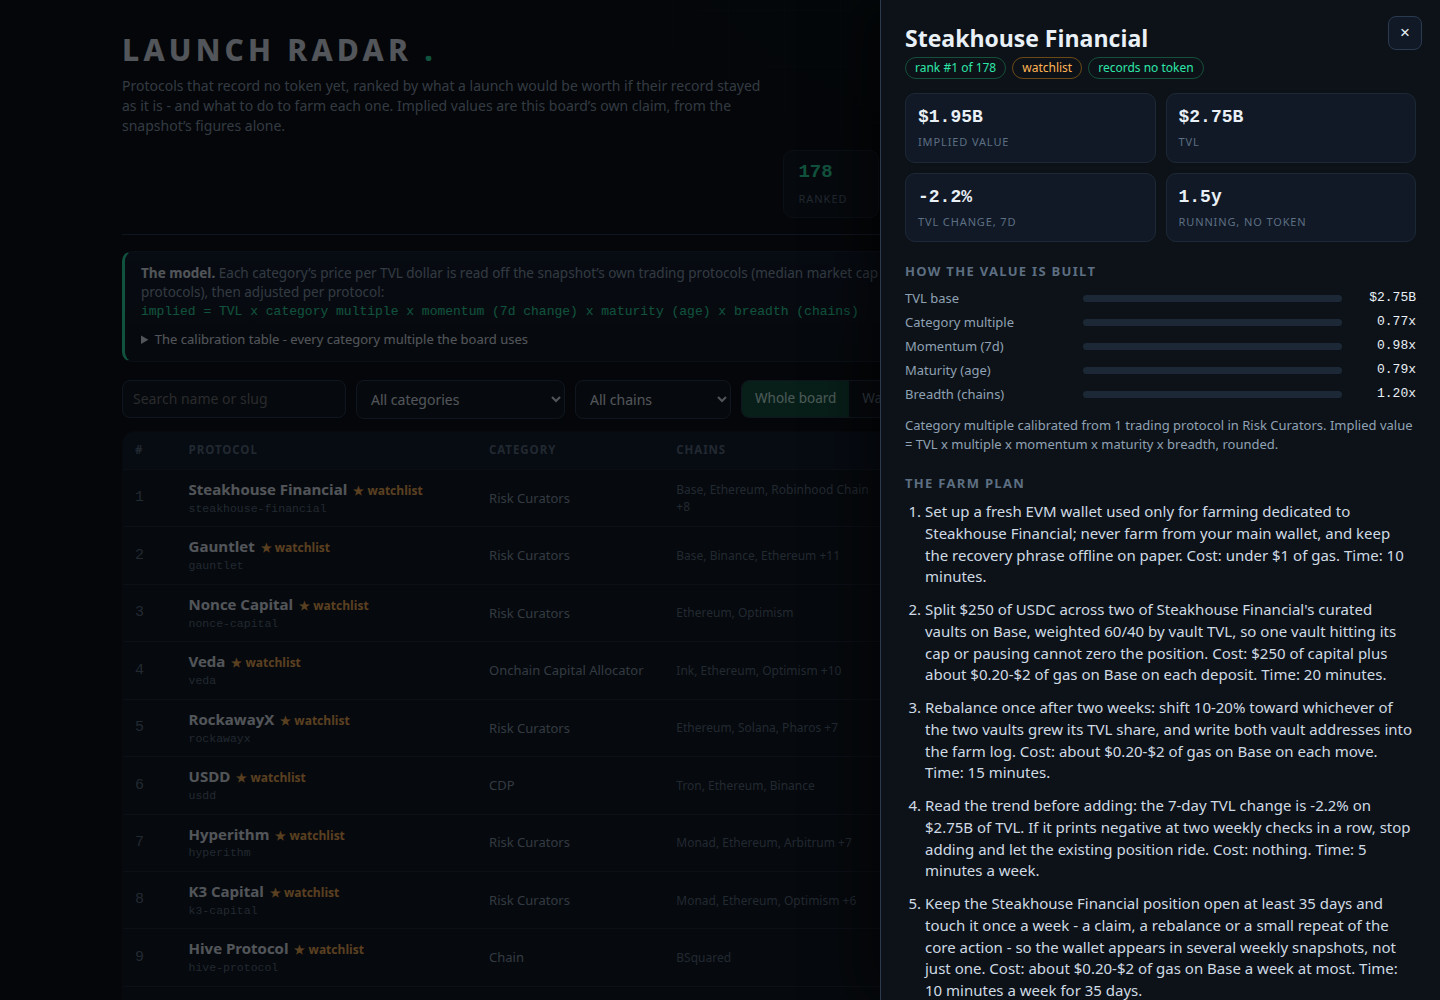 LAUNCH RADAR .
Protocols that record no token yet, ranked by what a launch would be worth if their record stayed
as it is - and what to do to farm each one. Implied values are this board's own claim, from the
snapshot's figures alone.
178
RANKED
The model. Each category's price per TVL dollar is read off the snapshot's own trading protocols (median market cap
protocols), then adjusted per protocol:
implied = TVL x category multiple x momentum (7d change) x maturity (age) x breadth (chains)
▶ The calibration table - every category multiple the board uses
Search name or slug
All categories
All chains
Whole board
Wa
# PROTOCOL CATEGORY CHAINS
1 Steakhouse Financial ★ watchlist Risk Curators Base, Ethereum, Robinhood Chain
steakhouse-financial +8
2 Gauntlet ★ watchlist Risk Curators Base, Binance, Ethereum +11
gauntlet
3 Nonce Capital ★ watchlist Risk Curators Ethereum, Optimism
nonce-capital
4 Veda ★ watchlist Onchain Capital Allocator Ink, Ethereum, Optimism +10
veda
5 RockawayX ★ watchlist Risk Curators Ethereum, Solana, Pharos +7
rockawayx
6 USDD ★ watchlist CDP Tron, Ethereum, Binance
usdd
7 Hyperithm ★ watchlist Risk Curators Monad, Ethereum, Arbitrum +7
hyperithm
8 K3 Capital ★ watchlist Risk Curators Monad, Ethereum, Optimism +6
k3-capital
9 Hive Protocol ★ watchlist Chain BSquared
hive-protocol
Steakhouse Financial
×
rank #1 of 178
watchlist
records no token
$1.95B
IMPLIED VALUE
$2.75B
TVL
-2.2%
TVL CHANGE, 7D
1.5y
RUNNING, NO TOKEN
HOW THE VALUE IS BUILT
TVL base $2.75B
Category multiple 0.77x
Momentum (7d) 0.98x
Maturity (age) 0.79x
Breadth (chains) 1.20x
Category multiple calibrated from 1 trading protocol in Risk Curators. Implied value
= TVL x multiple x momentum x maturity x breadth, rounded.
THE FARM PLAN
1. Set up a fresh EVM wallet used only for farming dedicated to
Steakhouse Financial; never farm from your main wallet, and keep
the recovery phrase offline on paper. Cost: under $1 of gas. Time: 10
minutes.
2. Split $250 of USDC across two of Steakhouse Financial's curated
vaults on Base, weighted 60/40 by vault TVL, so one vault hitting its
cap or pausing cannot zero the position. Cost: $250 of capital plus
about $0.20-$2 of gas on Base on each deposit. Time: 20 minutes.
3. Rebalance once after two weeks: shift 10-20% toward whichever of
the two vaults grew its TVL share, and write both vault addresses into
the farm log. Cost: about $0.20-$2 of gas on Base on each move.
Time: 15 minutes.
4. Read the trend before adding: the 7-day TVL change is -2.2% on
$2.75B of TVL. If it prints negative at two weekly checks in a row, stop
adding and let the existing position ride. Cost: nothing. Time: 5
minutes a week.
5. Keep the Steakhouse Financial position open at least 35 days and
touch it once a week - a claim, a rebalance or a small repeat of the
core action - so the wallet appears in several weekly snapshots, not
just one. Cost: about $0.20-$2 of gas on Base a week at most. Time:
10 minutes a week for 35 days.